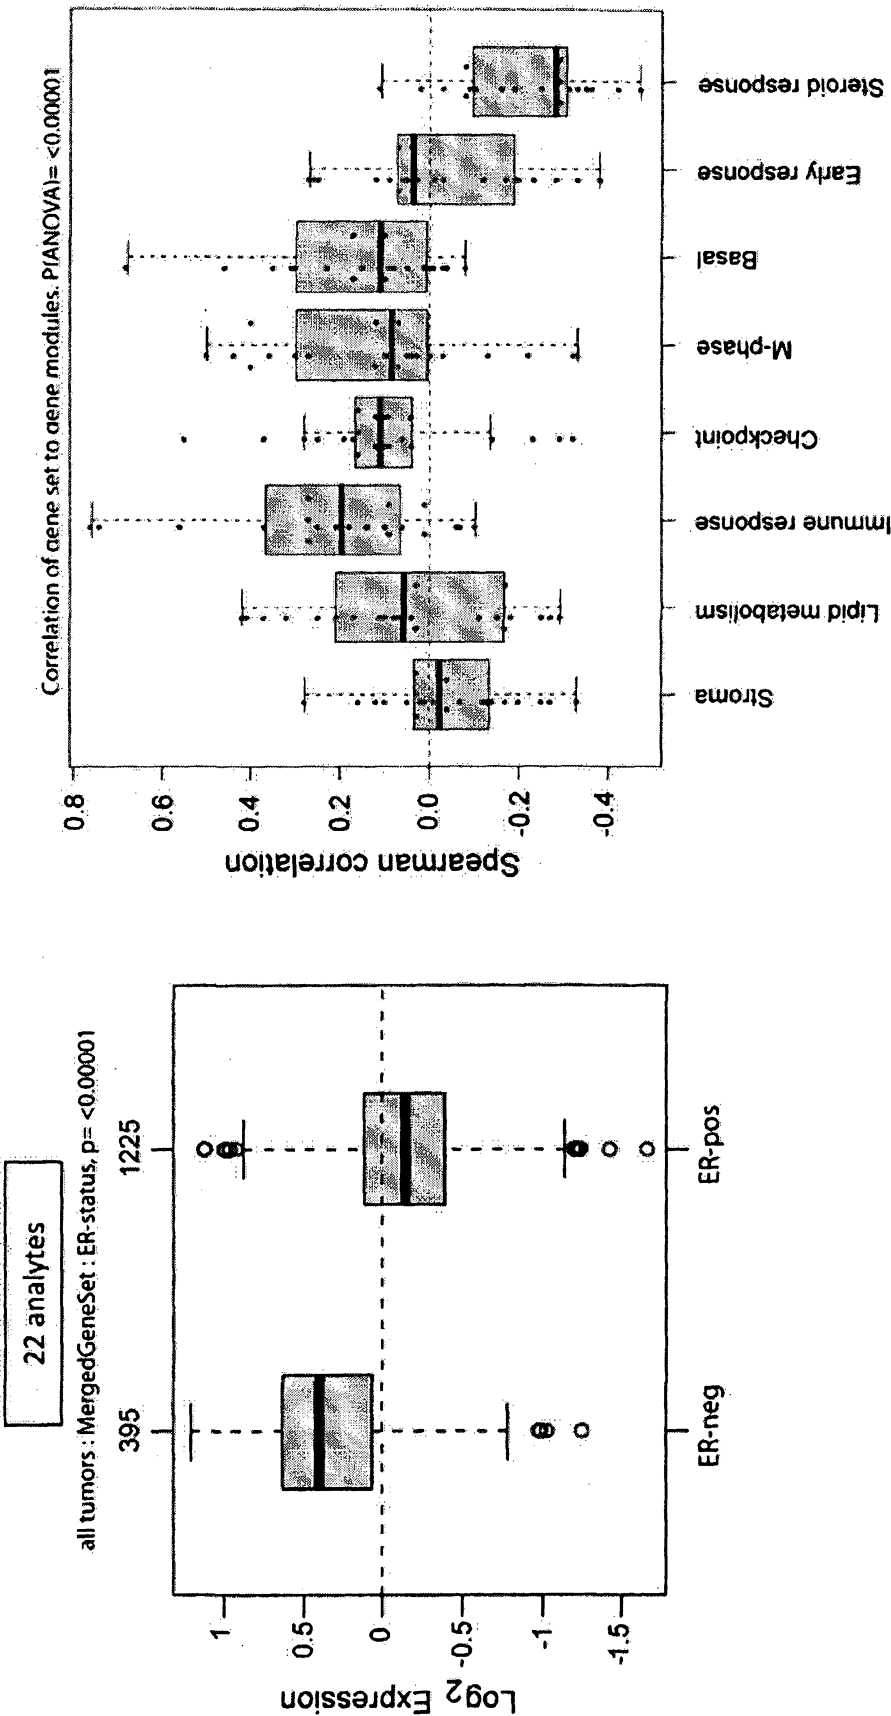 22 analytes
all tumors : MergedGeneSet : ER-status, p= <0.00001
395
1225
1
0.5
0
-0.5
-1
-1.5
Log2 Expression
ER-neg
ER-pos
Correlation of gene set to gene modules. P(ANOVA)= <0.00001
0.8
0.6
0.4
0.2
0.0
-0.2
-0.4
Spearman correlation
Stroma
Lipid metabolism
Immune response
Checkpoint
M-phase
Basal
Early response
Steroid response